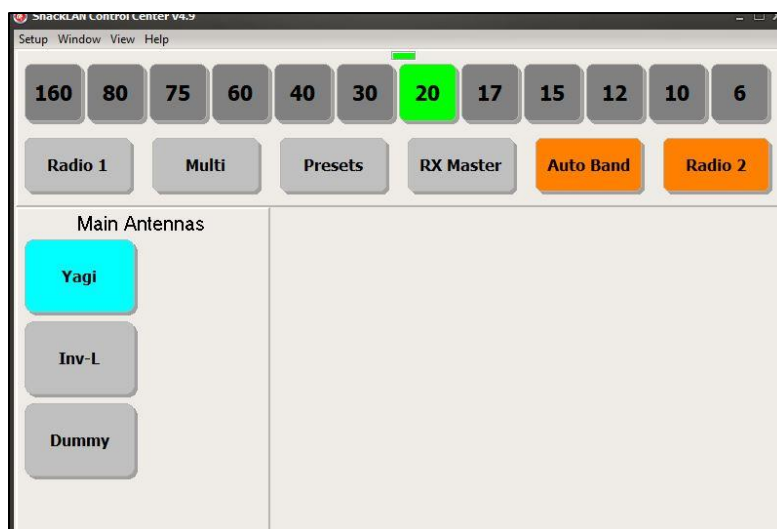 ShackLAN Control Center V4.9
Setup Window View Help
160 80 75 60 40 30 20 17 15 12 10 6
Radio 1 Multi Presets RX Master Auto Band Radio 2
Main Antennas
Yagi
Inv-L
Dummy